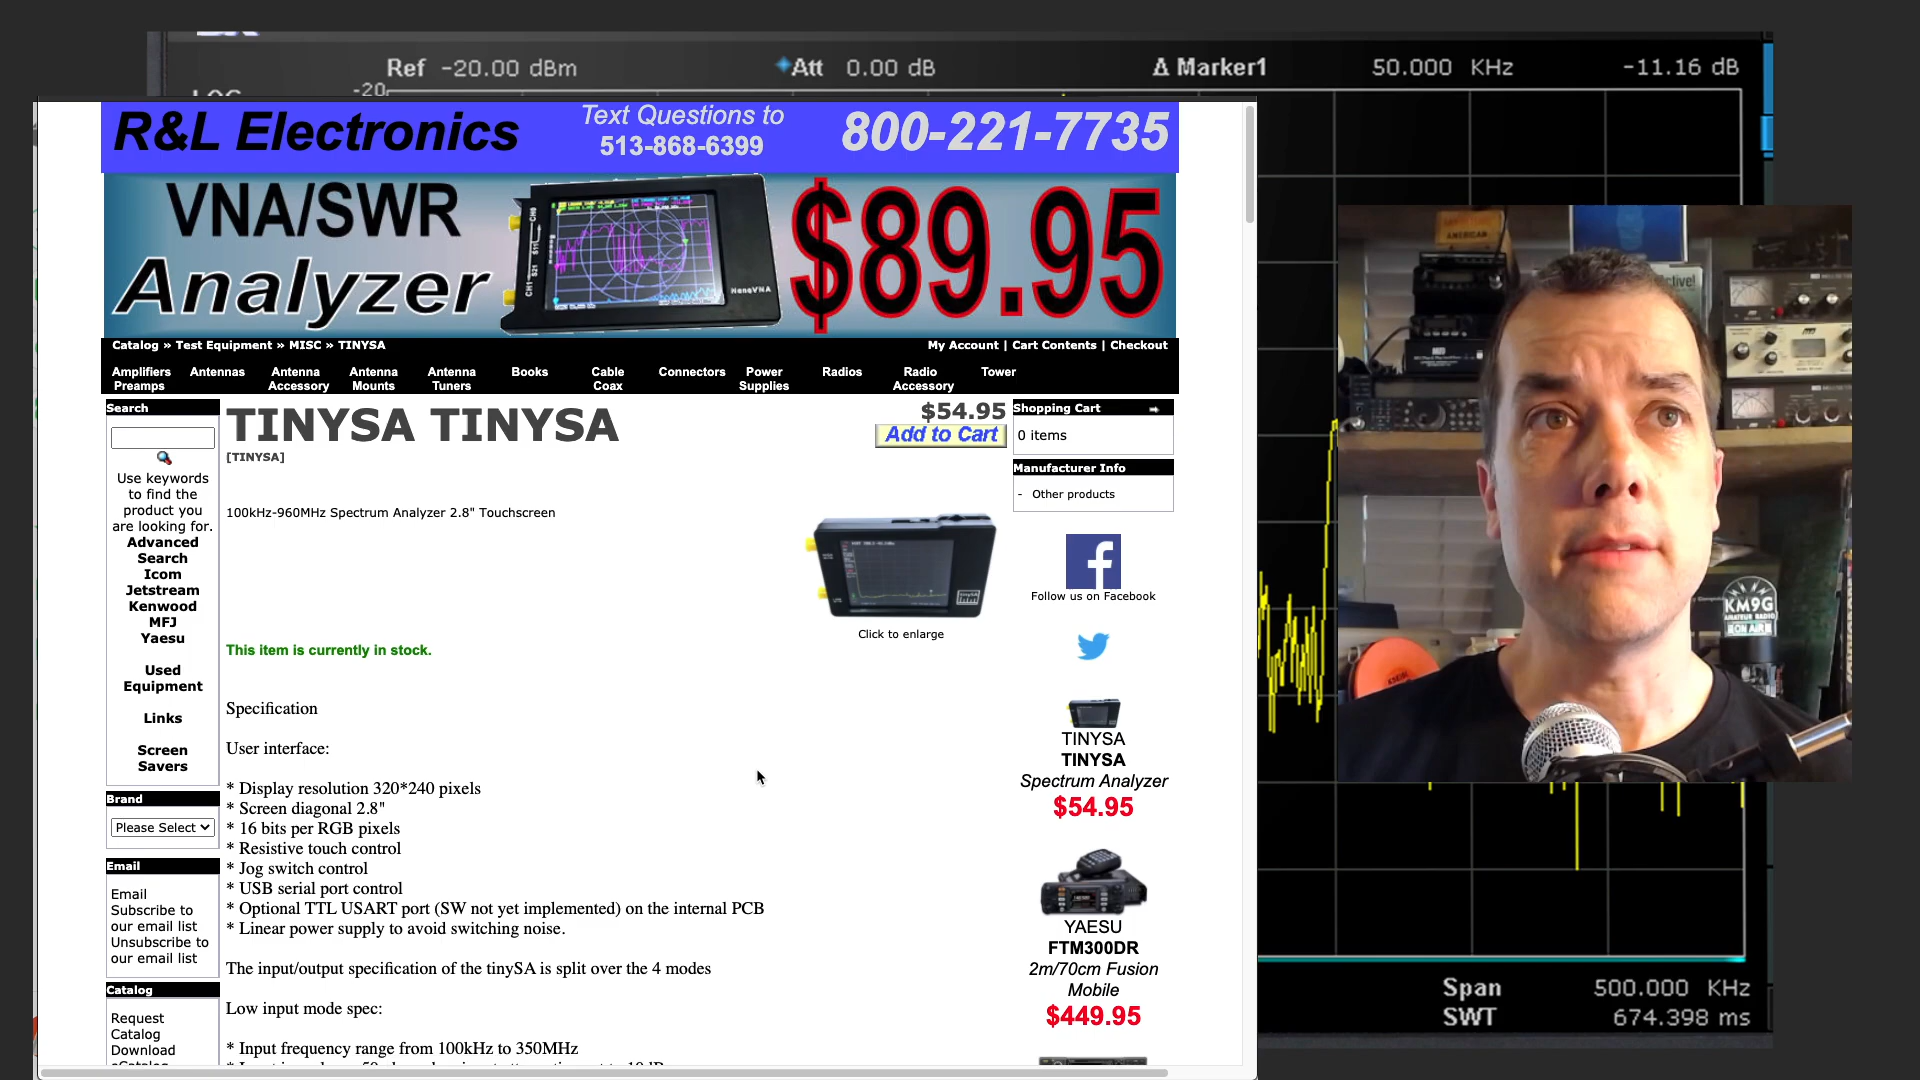 Ref -20.00 dBm
Att 0.00 dB
Δ Marker1 50.000 KHz -11.16 dB
-20
R&L Electronics
Text Questions to
513-868-6399
800-221-7735
VNA/SWR
Analyzer
CH0
S11
S21
CH1
NanoVNA
$89.95
Catalog » Test Equipment » MISC » TINYSA
My Account | Cart Contents | Checkout
Amplifiers
Preamps
Antennas
Antenna
Accessory
Antenna
Mounts
Antenna
Tuners
Books
Cable
Coax
Connectors
Power
Supplies
Radios
Radio
Accessory
Tower
Search
Use keywords
to find the
product you
are looking for.
Advanced
Search
Icom
Jetstream
Kenwood
MFJ
Yaesu
Used
Equipment
Links
Screen
Savers
Brand
Please Select
Email
Email
Subscribe to
our email list
Unsubscribe to
our email list
Catalog
Request
Catalog
Download
TINYSA TINYSA
[TINYSA]
$54.95
Add to Cart
100kHz-960MHz Spectrum Analyzer 2.8" Touchscreen
Click to enlarge
This item is currently in stock.
Specification
User interface:
* Display resolution 320*240 pixels
* Screen diagonal 2.8"
* 16 bits per RGB pixels
* Resistive touch control
* Jog switch control
* USB serial port control
* Optional TTL USART port (SW not yet implemented) on the internal PCB
* Linear power supply to avoid switching noise.
The input/output specification of the tinySA is split over the 4 modes
Low input mode spec:
* Input frequency range from 100kHz to 350MHz
Shopping Cart
0 items
Manufacturer Info
- Other products
Follow us on Facebook
TINYSA
TINYSA
Spectrum Analyzer
$54.95
YAESU
FTM300DR
2m/70cm Fusion
Mobile
$449.95
AMERICAN
KM9G
AMATEUR RADIO
ON AIR
Span 500.000 KHz
SWT 674.398 ms